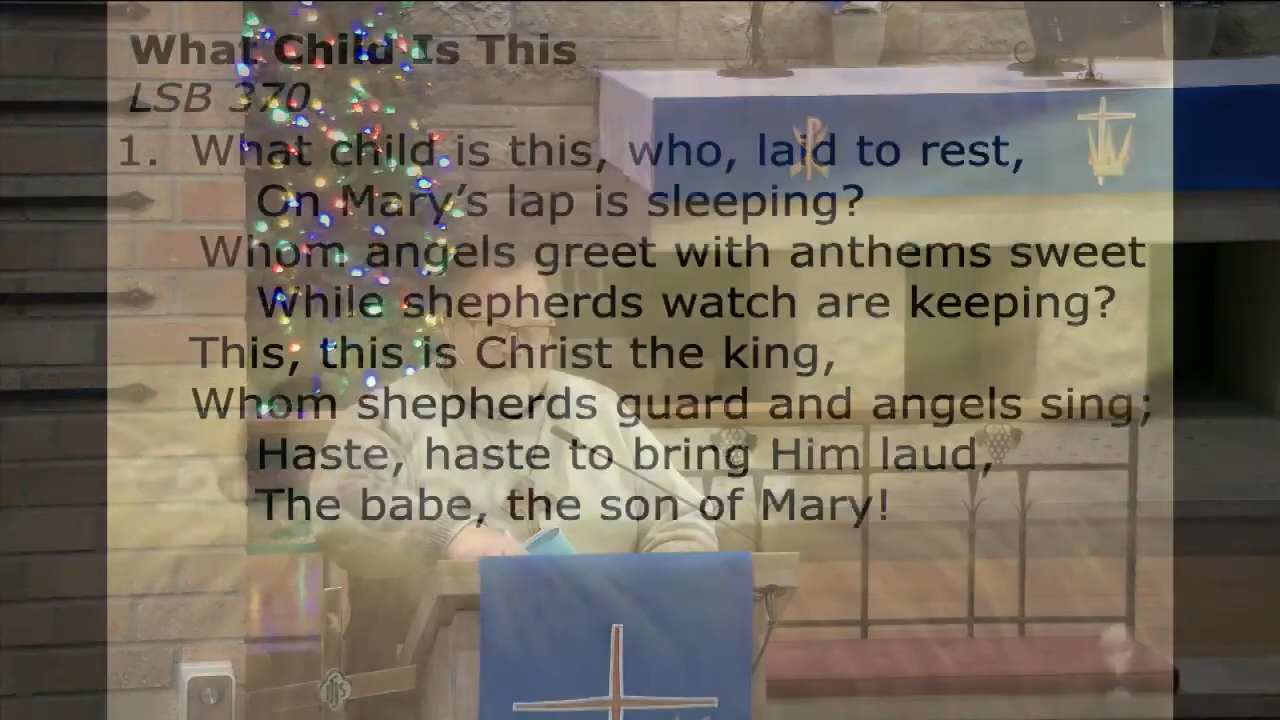 What Child Is This
LSB 370
1. What child is this, who, laid to rest,
On Mary's lap is sleeping?
Whom angels greet with anthems sweet
While shepherds watch are keeping?
This, this is Christ the king,
Whom shepherds guard and angels sing;
Haste, haste to bring Him laud,
The babe, the son of Mary!